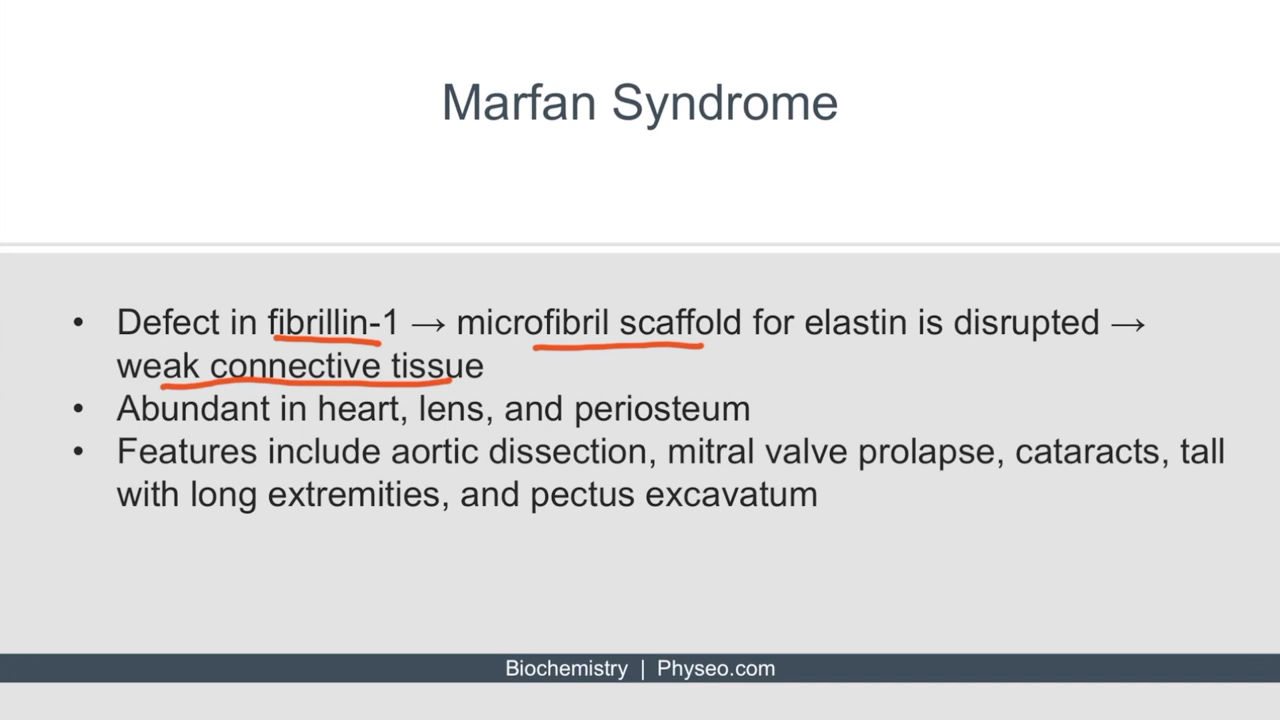 Marfan Syndrome
• Defect in fibrillin-1 → microfibril scaffold for elastin is disrupted →
weak connective tissue
• Abundant in heart, lens, and periosteum
• Features include aortic dissection, mitral valve prolapse, cataracts, tall
with long extremities, and pectus excavatum
Biochemistry | Physeo.com